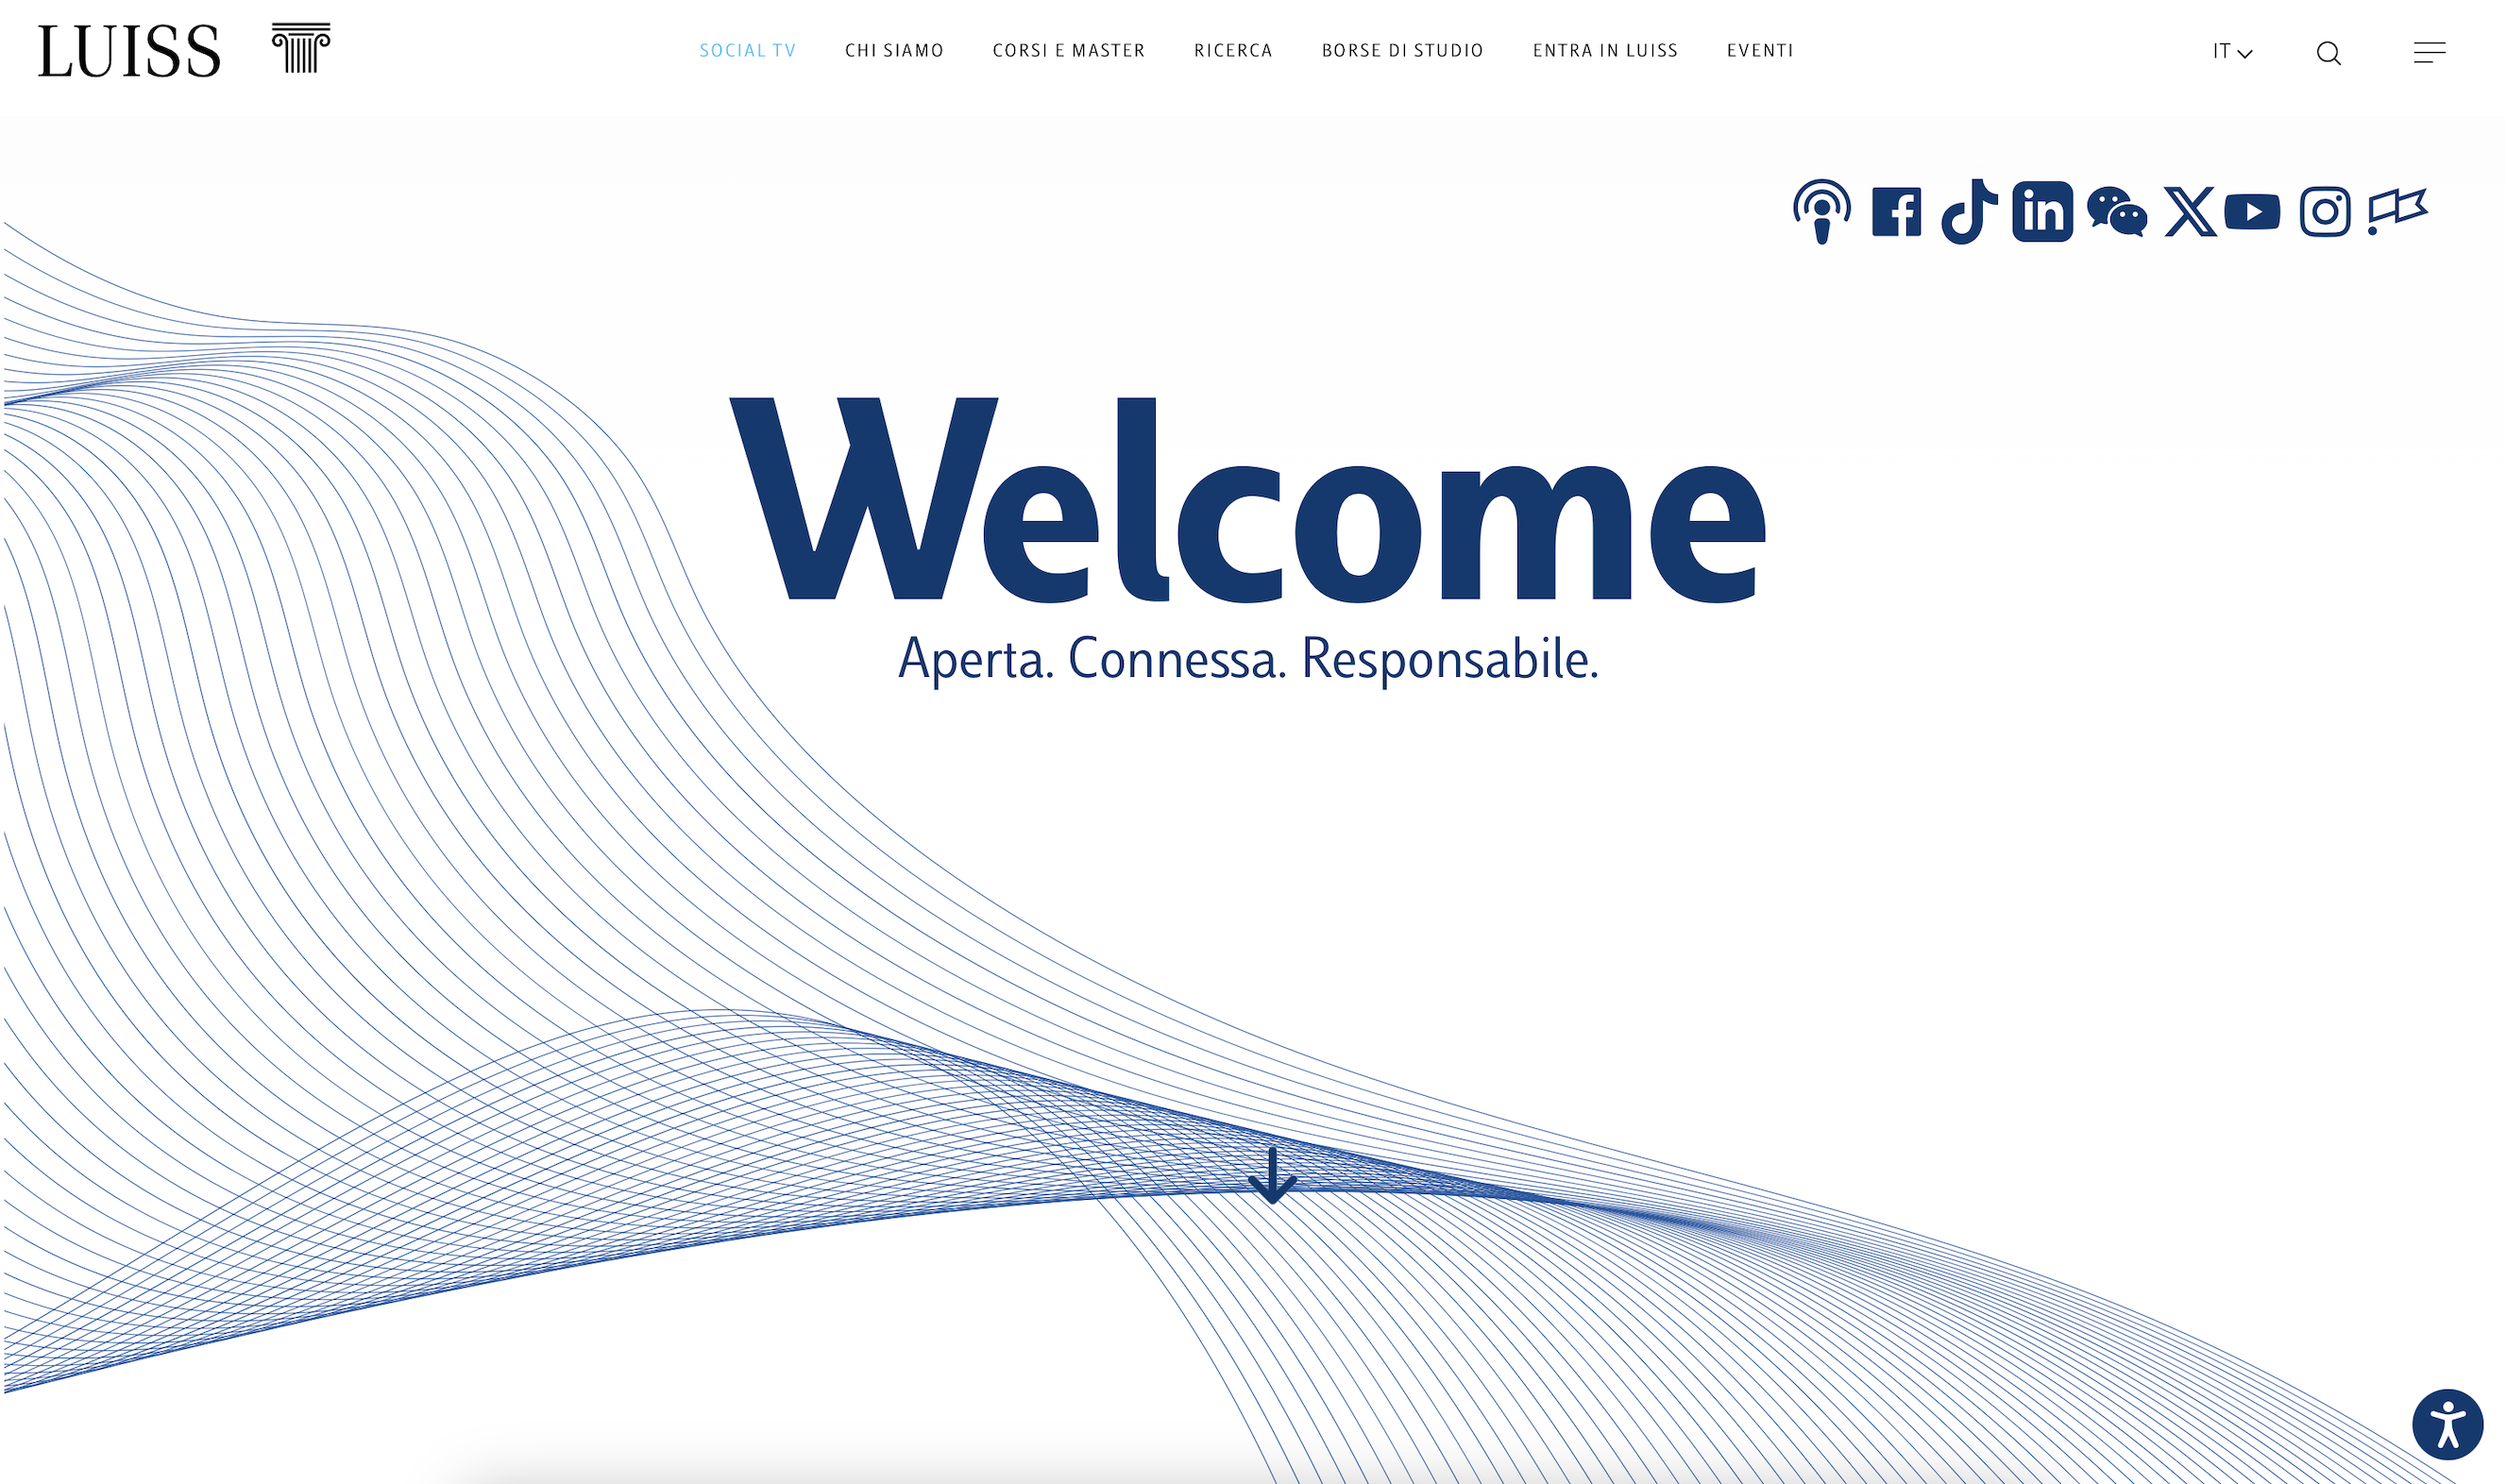 LUISS
SOCIAL TV CHI SIAMO CORSI E MASTER RICERCA BORSE DI STUDIO ENTRA IN LUISS EVENTI IT
Welcome
Aperta. Connessa. Responsabile.